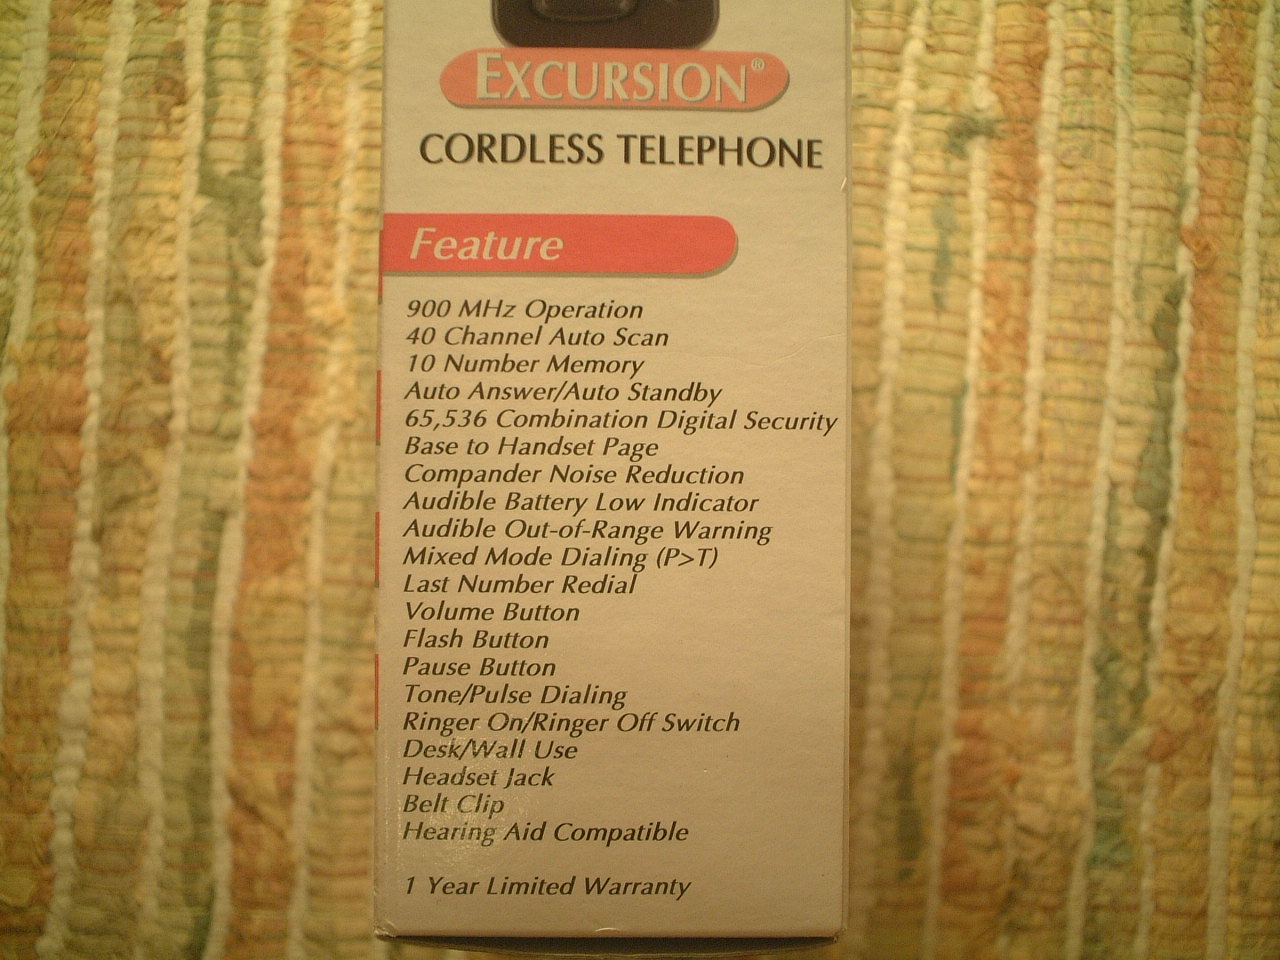 EXCURSION®
CORDLESS TELEPHONE
Feature
900 MHz Operation
40 Channel Auto Scan
10 Number Memory
Auto Answer/Auto Standby
65,536 Combination Digital Security
Base to Handset Page
Compander Noise Reduction
Audible Battery Low Indicator
Audible Out-of-Range Warning
Mixed Mode Dialing (P>T)
Last Number Redial
Volume Button
Flash Button
Pause Button
Tone/Pulse Dialing
Ringer On/Ringer Off Switch
Desk/Wall Use
Headset Jack
Belt Clip
Hearing Aid Compatible
1 Year Limited Warranty